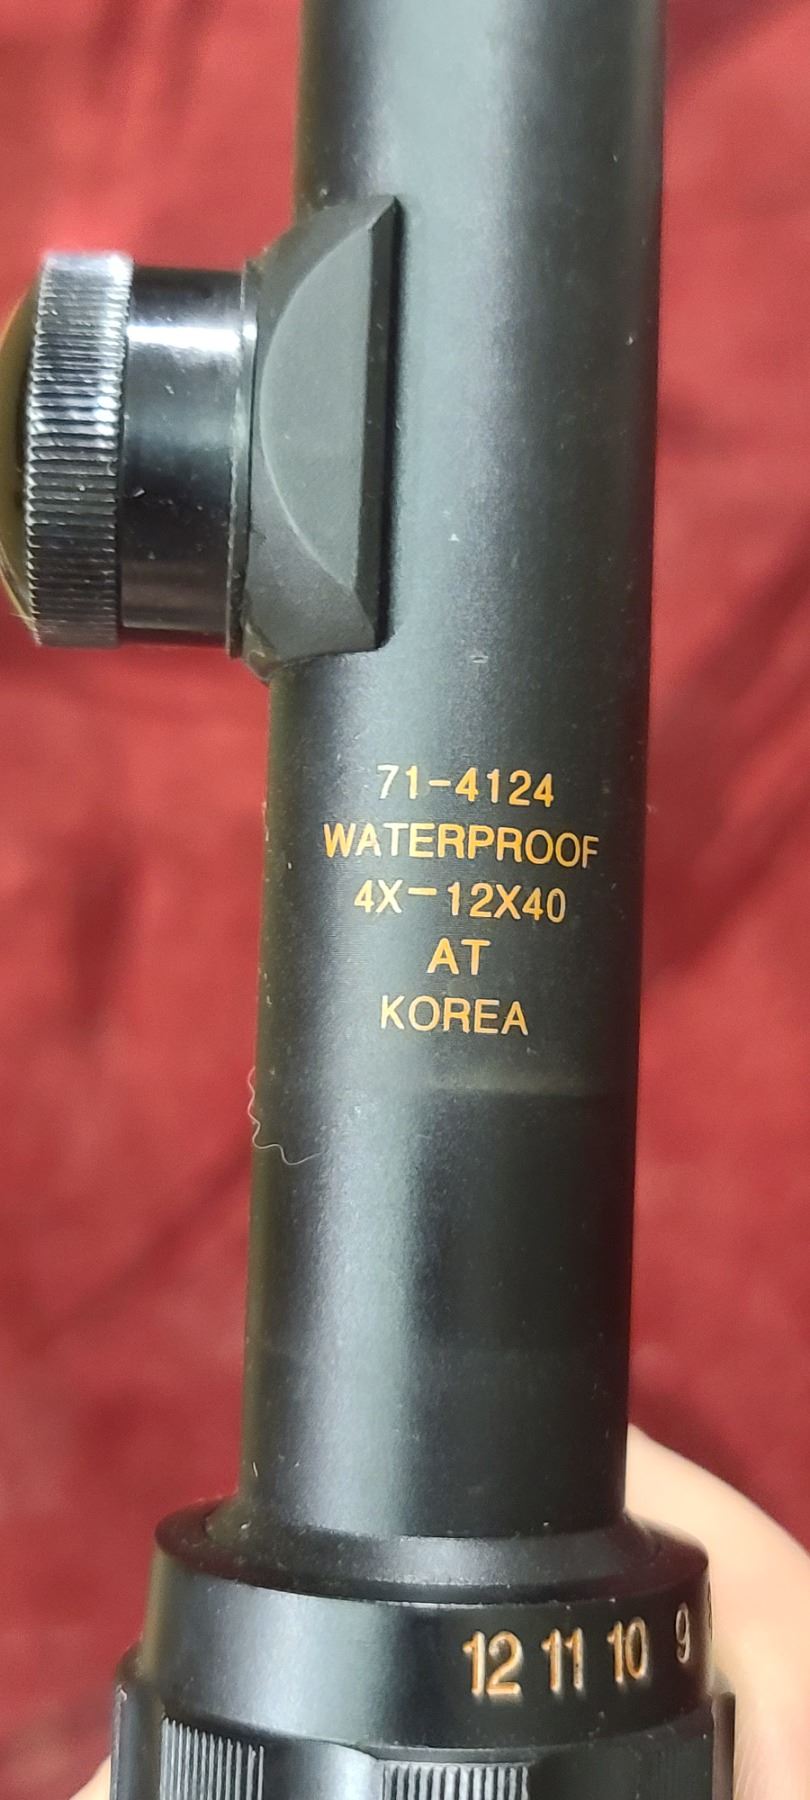 71-4124
WATERPROOF
4X-12X40
AT
KOREA
12 11 10 9